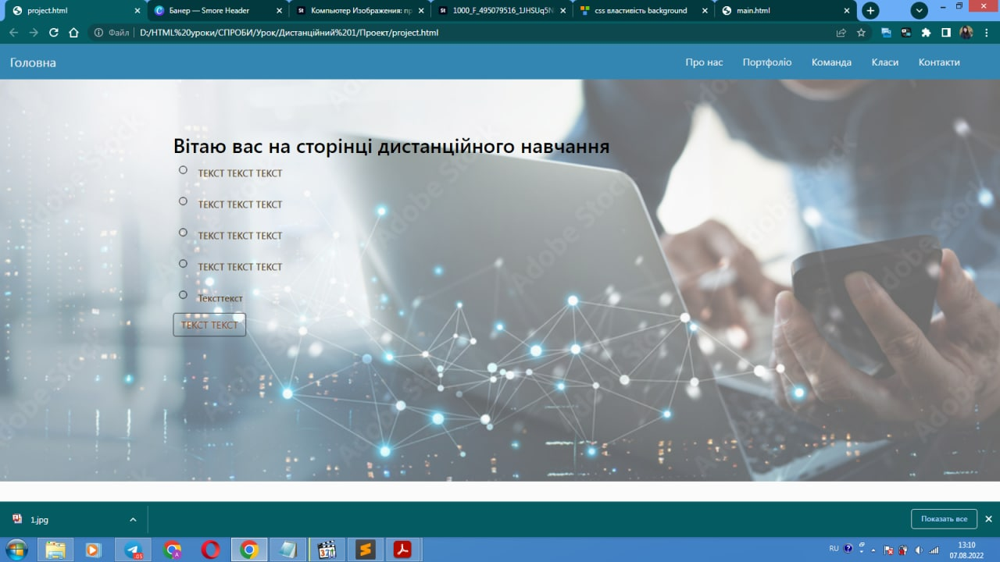 project.html
Банер — Smore Header
Компьютер Изображения: пр
1000_F_495079516_1JHSUq5N
css властивість background
main.html
Файл D:/HTML%20уроки/СПРОБИ/Урок/Дистанційний%201/Проект/project.html
Головна
Про нас Портфоліо Команда Класи Контакти
Вітаю вас на сторінці дистанційного навчання
ТЕКСТ ТЕКСТ ТЕКСТ
ТЕКСТ ТЕКСТ ТЕКСТ
ТЕКСТ ТЕКСТ ТЕКСТ
ТЕКСТ ТЕКСТ ТЕКСТ
Тексттекст
ТЕКСТ ТЕКСТ
Adobe Stock
1.jpg
Показать все
RU
13:10
07.08.2022